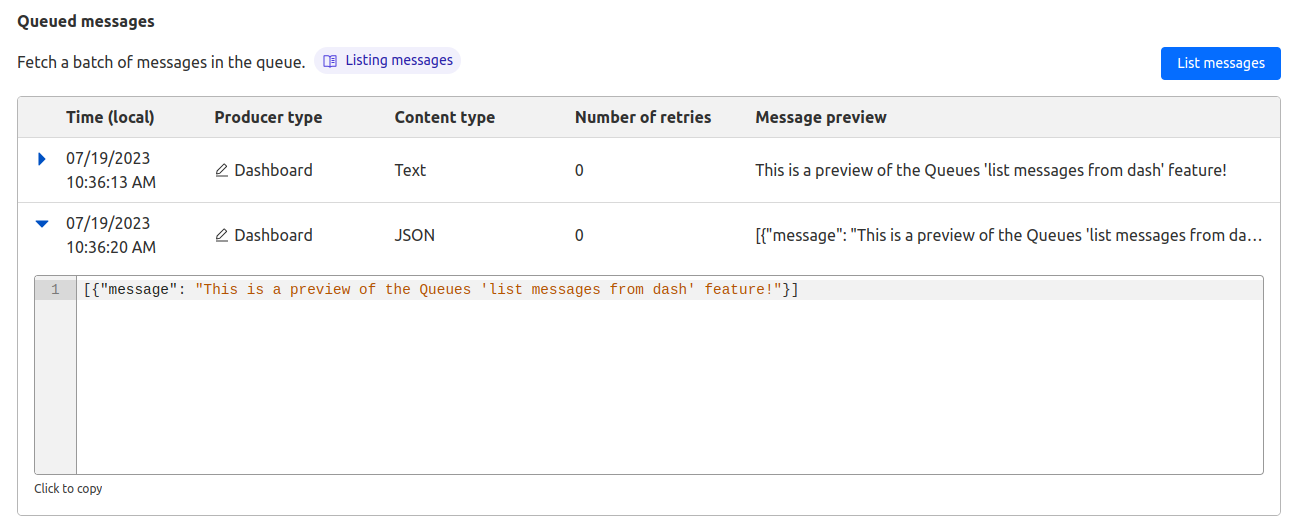 Queued messages
Fetch a batch of messages in the queue. Listing messages List messages
Time (local) Producer type Content type Number of retries Message preview
07/19/2023
10:36:13 AM Dashboard Text 0 This is a preview of the Queues 'list messages from dash' feature!
07/19/2023
10:36:20 AM Dashboard JSON 0 [{"message": "This is a preview of the Queues 'list messages from da...
1 [{"message": "This is a preview of the Queues 'list messages from dash' feature!"}]
Click to copy